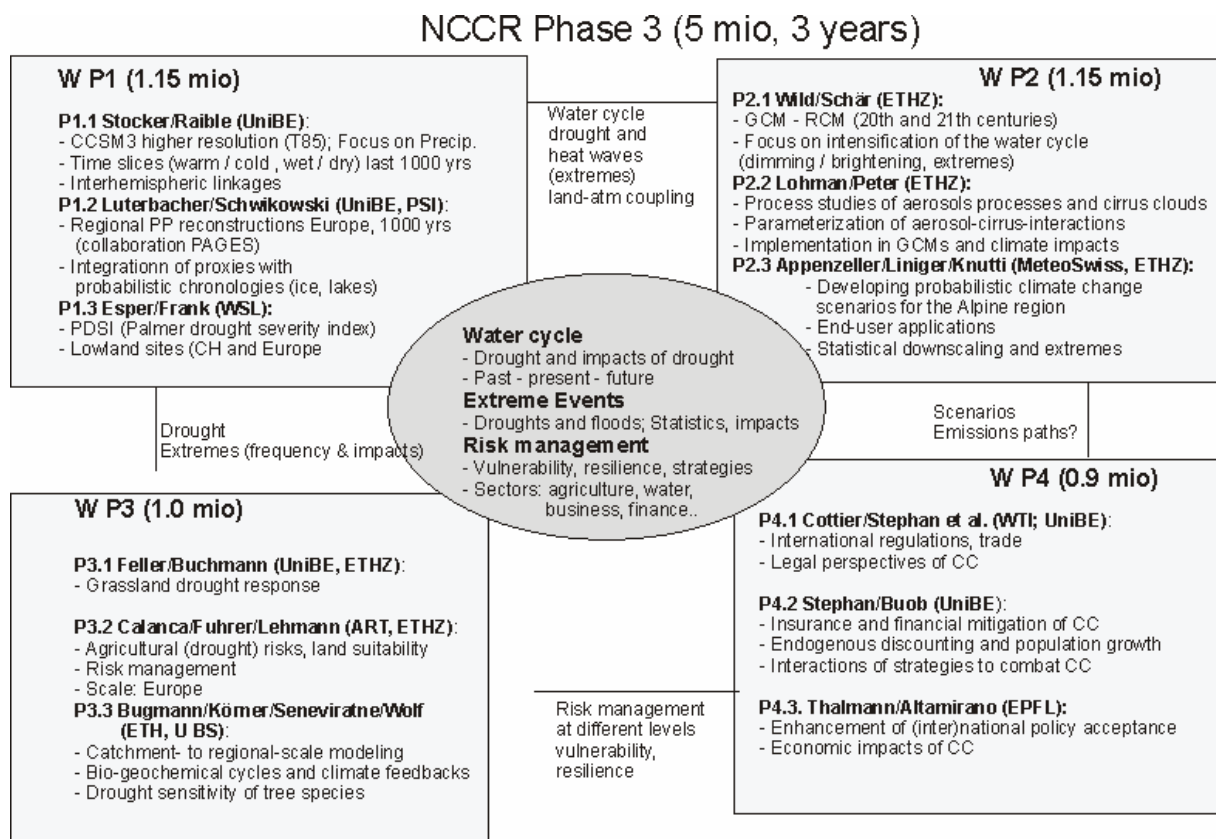 NCCR Phase 3 (5 mio, 3 years)
W P1 (1.15 mio)
P1.1 Stocker/Raible (UniBE):
- CCSM3 higher resolution (T85); Focus on Precip.
- Time slices (warm / cold , wet / dry) last 1000 yrs
- Interhemispheric linkages
P1.2 Luterbacher/Schwikowski (UniBE, PSI):
- Regional PP reconstructions Europe, 1000 yrs
(collaboration PAGES)
- Integrationn of proxies with
probabilistic chronologies (ice, lakes)
P1.3 Esper/Frank (WSL):
- PDSI (Palmer drought severity index)
- Lowland sites (CH and Europe
Water cycle
drought and
heat waves
(extremes)
land-atm coupling
W P2 (1.15 mio)
P2.1 Wild/Schär (ETHZ):
- GCM - RCM (20th and 21th centuries)
- Focus on intensification of the water cycle
(dimming / brightening, extremes)
P2.2 Lohman/Peter (ETHZ):
- Process studies of aerosols processes and cirrus clouds
- Parameterization of aerosol-cirrus-interactions
- Implementation in GCMs and climate impacts
P2.3 Appenzeller/Liniger/Knutti (MeteoSwiss, ETHZ):
- Developing probabilistic climate change
scenarios for the Alpine region
- End-user applications
- Statistical downscaling and extremes
Water cycle
- Drought and impacts of drought
- Past - present - future
Extreme Events
- Droughts and floods; Statistics, impacts
Risk management
- Vulnerability, resilience, strategies
- Sectors: agriculture, water,
business, finance..
Drought
Extremes (frequency & impacts)
Scenarios
Emissions paths?
W P3 (1.0 mio)
P3.1 Feller/Buchmann (UniBE, ETHZ):
- Grassland drought response
P3.2 Calanca/Fuhrer/Lehmann (ART, ETHZ):
- Agricultural (drought) risks, land suitability
- Risk management
- Scale: Europe
P3.3 Bugmann/Körner/Seneviratne/Wolf
(ETH, U BS):
- Catchment- to regional-scale modeling
- Bio-geochemical cycles and climate feedbacks
- Drought sensitivity of tree species
Risk management
at different levels
vulnerability,
resilience
W P4 (0.9 mio)
P4.1 Cottier/Stephan et al. (WTI; UniBE):
- International regulations, trade
- Legal perspectives of CC
P4.2 Stephan/Buob (UniBE):
- Insurance and financial mitigation of CC
- Endogenous discounting and population growth
- Interactions of strategies to combat CC
P4.3. Thalmann/Altamirano (EPFL):
- Enhancement of (inter)national policy acceptance
- Economic impacts of CC